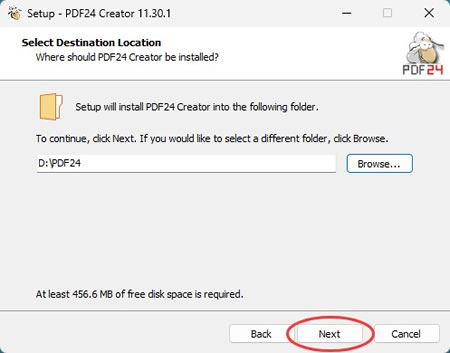 Setup - PDF24 Creator 11.30.1
Select Destination Location
Where should PDF24 Creator be installed?
PDF24
Setup will install PDF24 Creator into the following folder.
To continue, click Next. If you would like to select a different folder, click Browse.
D:\PDF24
Browse...
At least 456.6 MB of free disk space is required.
Back
Next
Cancel